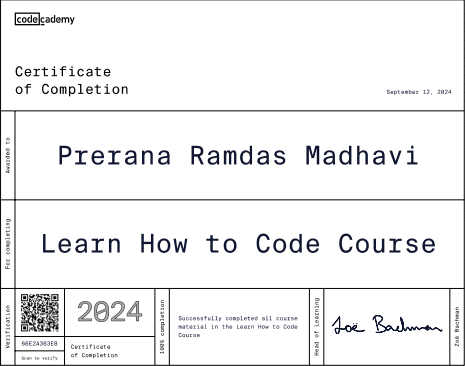 codecademy
Certificate
of Completion
September 12, 2024
Awarded to
Prerana Ramdas Madhavi
For completing
Learn How to Code Course
Verification
66E2A363E8
Scan to verify
2024
Certificate
of Completion
100% completion
Successfully completed all course
material in the Learn How to Code
Course
Head of Learning
Zoë Bachman
Zoë Bachman